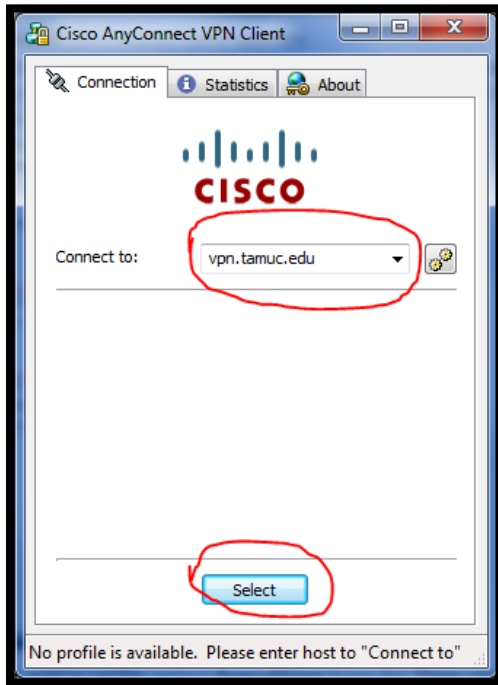 Cisco AnyConnect VPN Client
Connection Statistics About
CISCO
Connect to: vpn.tamuc.edu
Select
No profile is available. Please enter host to "Connect to"